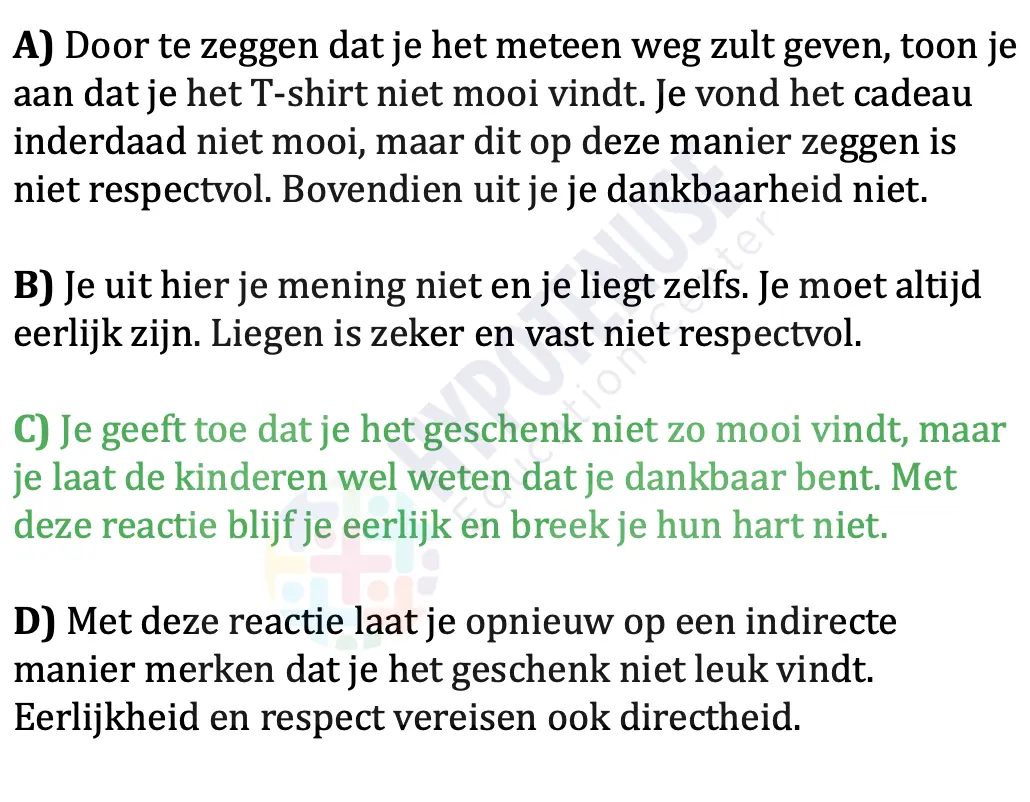 A) Door te zeggen dat je het meteen weg zult geven, toon je
aan dat je het T-shirt niet mooi vindt. Je vond het cadeau
inderdaad niet mooi, maar dit op deze manier zeggen is
niet respectvol. Bovendien uit je je dankbaarheid niet.
B) Je uit hier je mening niet en je liegt zelfs. Je moet altijd
eerlijk zijn. Liegen is zeker en vast niet respectvol.
C) Je geeft toe dat je het geschenk niet zo mooi vindt, maar
je laat de kinderen wel weten dat je dankbaar bent. Met
deze reactie blijf je eerlijk en breek je hun hart niet.
D) Met deze reactie laat je opnieuw op een indirecte
manier merken dat je het geschenk niet leuk vindt.
Eerlijkheid en respect vereisen ook directheid.
HYPOTENUSE
Education Center